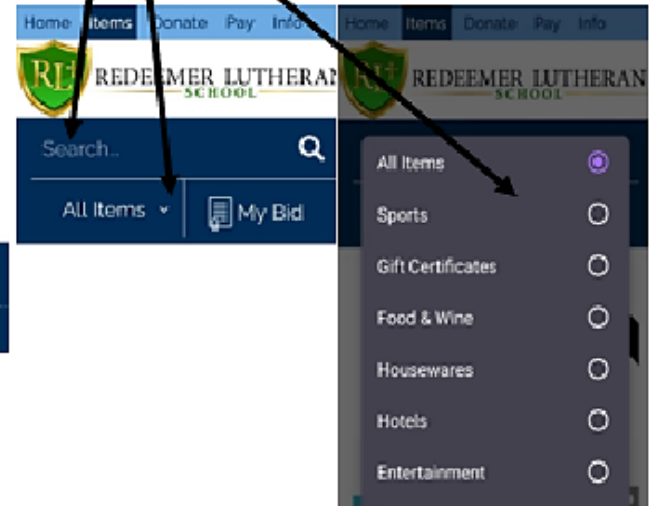 Home Items Donate Pay Info
RL
REDEEMER LUTHERAN
SCHOOL
Search...
All Items
My Bid
Home Items Donate Pay Info
RL
REDEEMER LUTHERAN
SCHOOL
All Items
Sports
Gift Certificates
Food & Wine
Housewares
Hotels
Entertainment